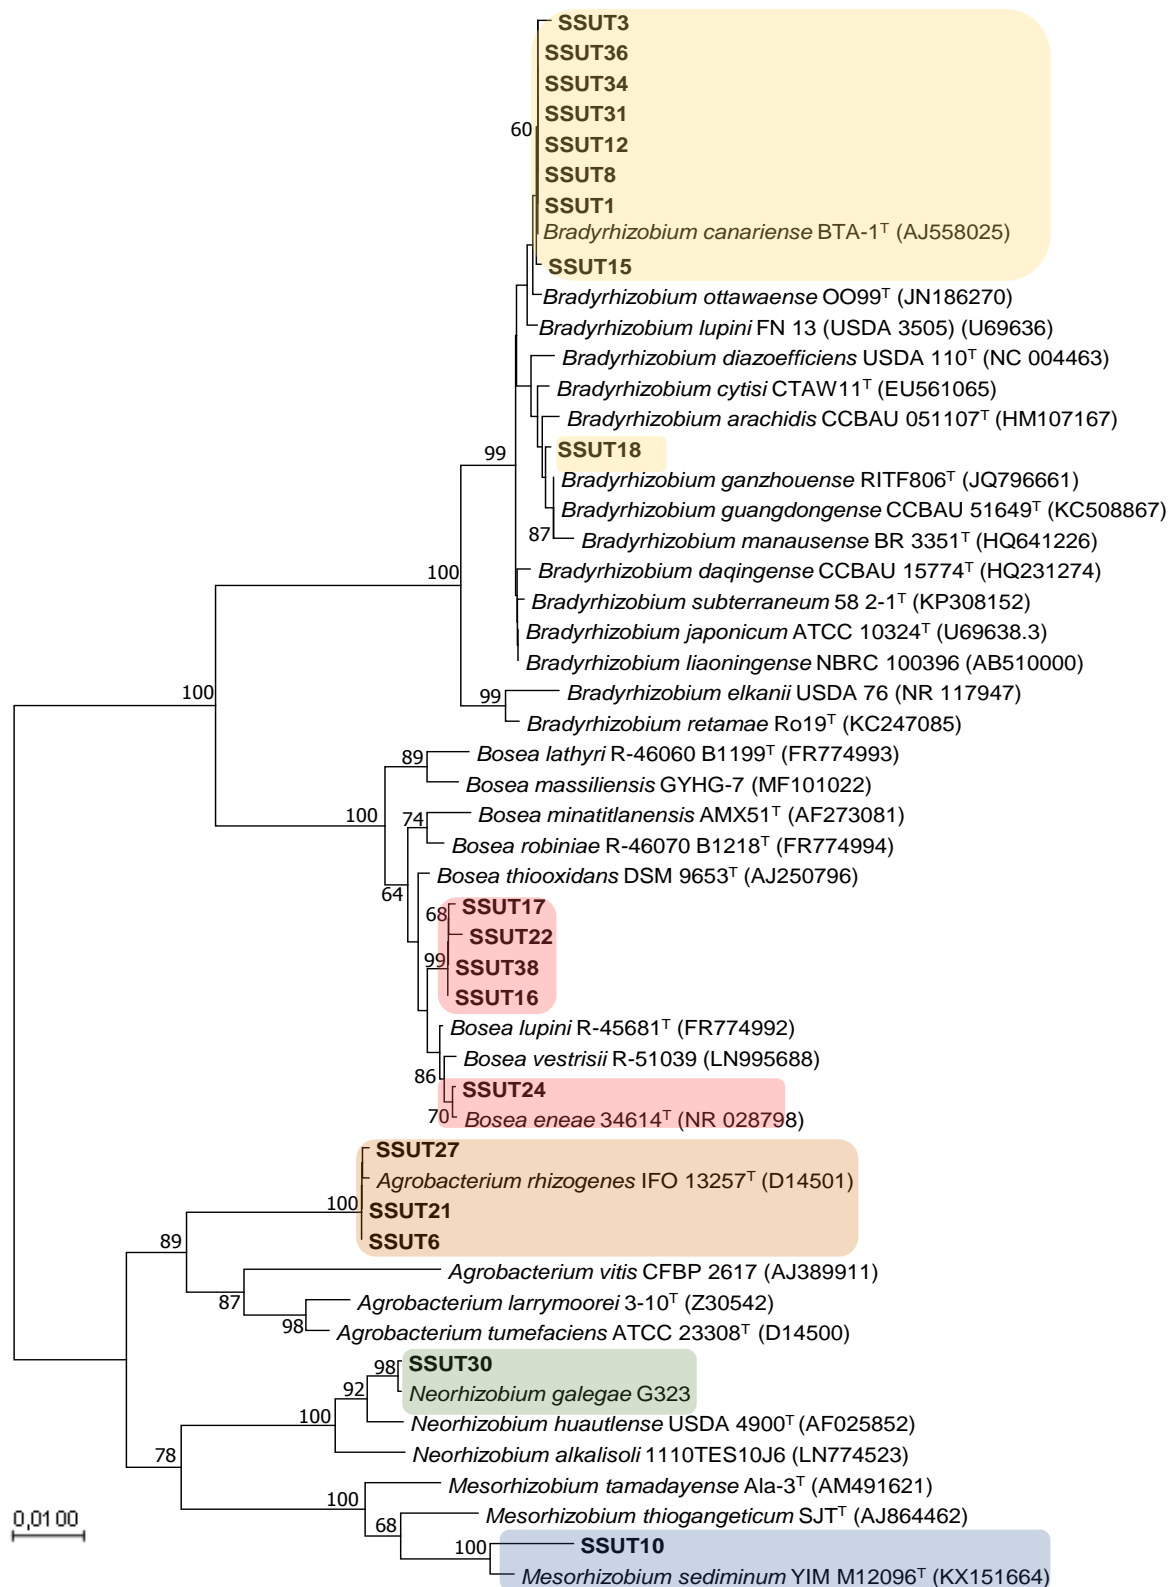 SSUT3
SSUT36
SSUT34
SSUT31
60
SSUT12
SSUT8
SSUT1
Bradyrhizobium canariense BTA-1ᵀ (AJ558025)
SSUT15
Bradyrhizobium ottawaense OO99ᵀ (JN186270)
Bradyrhizobium lupini FN 13 (USDA 3505) (U69636)
Bradyrhizobium diazoefficiens USDA 110ᵀ (NC 004463)
Bradyrhizobium cytisi CTAW11ᵀ (EU561065)
Bradyrhizobium arachidis CCBAU 051107ᵀ (HM107167)
99
SSUT18
Bradyrhizobium ganzhouense RITF806ᵀ (JQ796661)
Bradyrhizobium guangdongense CCBAU 51649ᵀ (KC508867)
87
Bradyrhizobium manausense BR 3351ᵀ (HQ641226)
100
Bradyrhizobium daqingense CCBAU 15774ᵀ (HQ231274)
Bradyrhizobium subterraneum 58 2-1ᵀ (KP308152)
Bradyrhizobium japonicum ATCC 10324ᵀ (U69638.3)
Bradyrhizobium liaoningense NBRC 100396 (AB510000)
100
99
Bradyrhizobium elkanii USDA 76 (NR 117947)
Bradyrhizobium retamae Ro19ᵀ (KC247085)
89
Bosea lathyri R-46060 B1199ᵀ (FR774993)
Bosea massiliensis GYHG-7 (MF101022)
100
74
Bosea minatitlanensis AMX51ᵀ (AF273081)
Bosea robiniae R-46070 B1218ᵀ (FR774994)
Bosea thiooxidans DSM 9653ᵀ (AJ250796)
64
68
SSUT17
SSUT22
99
SSUT38
SSUT16
Bosea lupini R-45681ᵀ (FR774992)
Bosea vestrisii R-51039 (LN995688)
86
SSUT24
70
Bosea eneae 34614ᵀ (NR 028798)
SSUT27
Agrobacterium rhizogenes IFO 13257ᵀ (D14501)
100
SSUT21
SSUT6
89
Agrobacterium vitis CFBP 2617 (AJ389911)
87
Agrobacterium larrymoorei 3-10ᵀ (Z30542)
98
Agrobacterium tumefaciens ATCC 23308ᵀ (D14500)
98
SSUT30
92
Neorhizobium galegae G323
100
Neorhizobium huautlense USDA 4900ᵀ (AF025852)
78
Neorhizobium alkalisoli 1110TES10J6 (LN774523)
Mesorhizobium tamadayense Ala-3ᵀ (AM491621)
100
Mesorhizobium thiogangeticum SJTᵀ (AJ864462)
0,0100
68
100
SSUT10
Mesorhizobium sediminum YIM M12096ᵀ (KX151664)